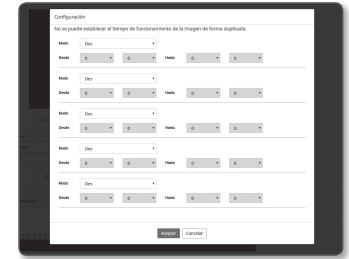 Configuración
No se puede establecer el tiempo de funcionamiento de la imagen de forma duplicada.
Modo Des
Desde 0 0 Hasta 0 0
Modo Des
Desde 0 0 Hasta 0 0
Modo Des
Desde 0 0 Hasta 0 0
Modo Des
Desde 0 0 Hasta 0 0
Modo Des
Desde 0 0 Hasta 0 0
Aceptar Cancelar